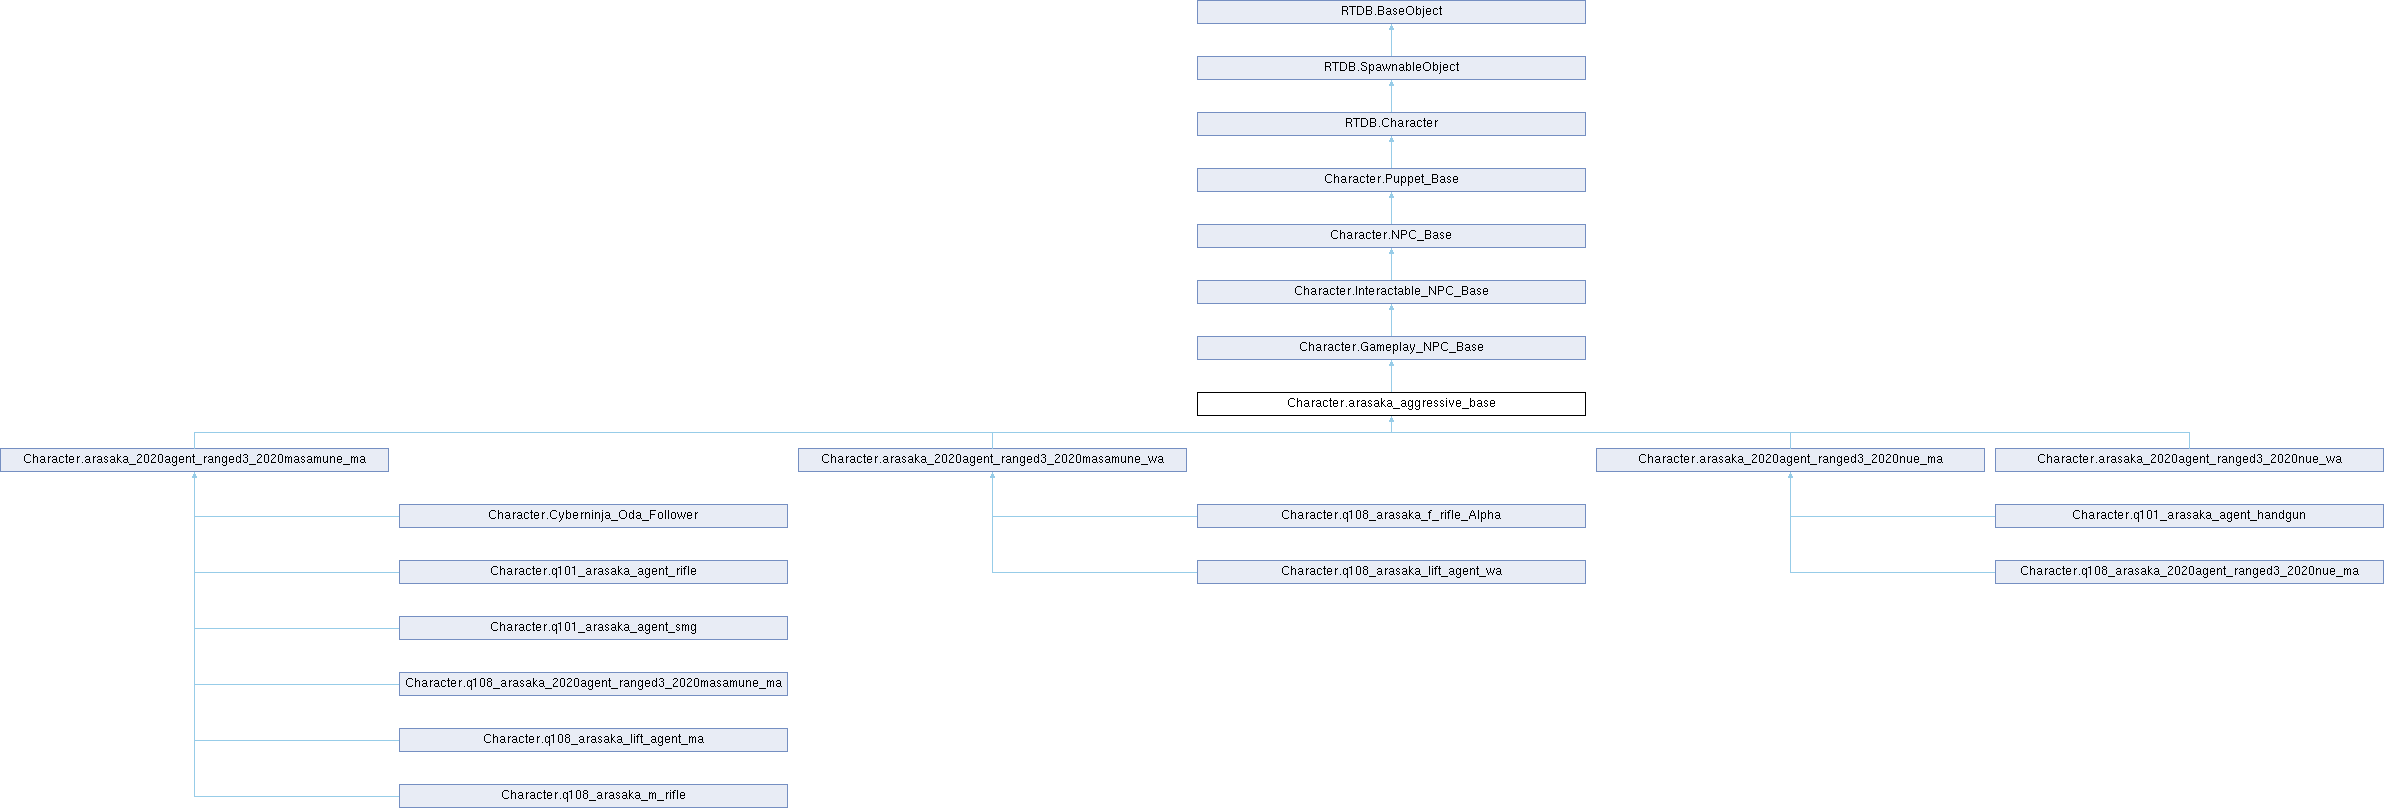 RTDB.BaseObject
RTDB.SpawnableObject
RTDB.Character
Character.Puppet_Base
Character.NPC_Base
Character.Interactable_NPC_Base
Character.Gameplay_NPC_Base
Character.arasaka_aggressive_base
Character.arasaka_2020agent_ranged3_2020masamune_ma
Character.arasaka_2020agent_ranged3_2020masamune_wa
Character.arasaka_2020agent_ranged3_2020nue_ma
Character.arasaka_2020agent_ranged3_2020nue_wa
Character.Cyberninja_Oda_Follower
Character.q108_arasaka_f_rifle_Alpha
Character.q101_arasaka_agent_handgun
Character.q101_arasaka_agent_rifle
Character.q108_arasaka_lift_agent_wa
Character.q108_arasaka_2020agent_ranged3_2020nue_ma
Character.q101_arasaka_agent_smg
Character.q108_arasaka_2020agent_ranged3_2020masamune_ma
Character.q108_arasaka_lift_agent_ma
Character.q108_arasaka_m_rifle